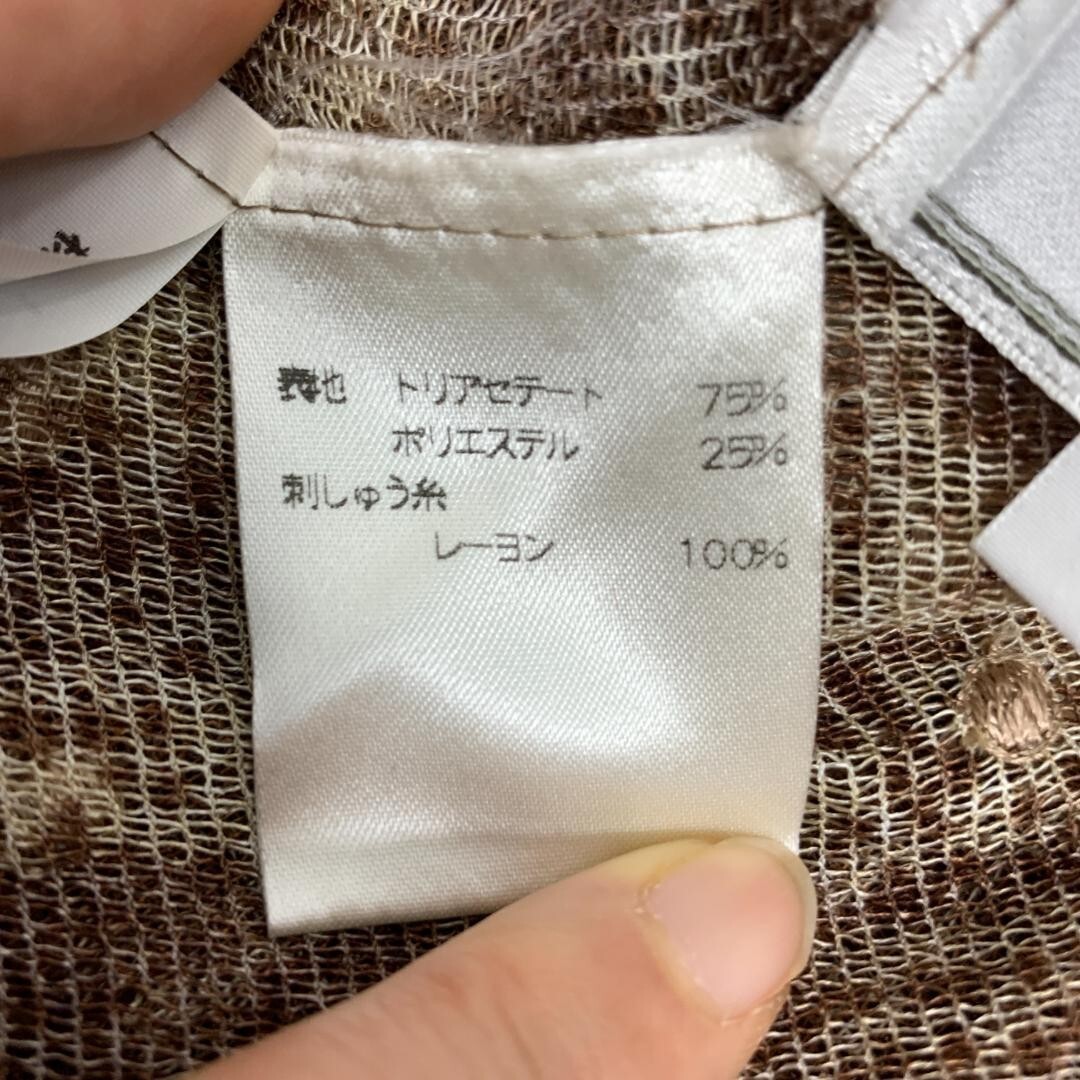 表地 トリアセテート 75%
ポリエステル 25%
刺しゅう糸
レーヨン 100%